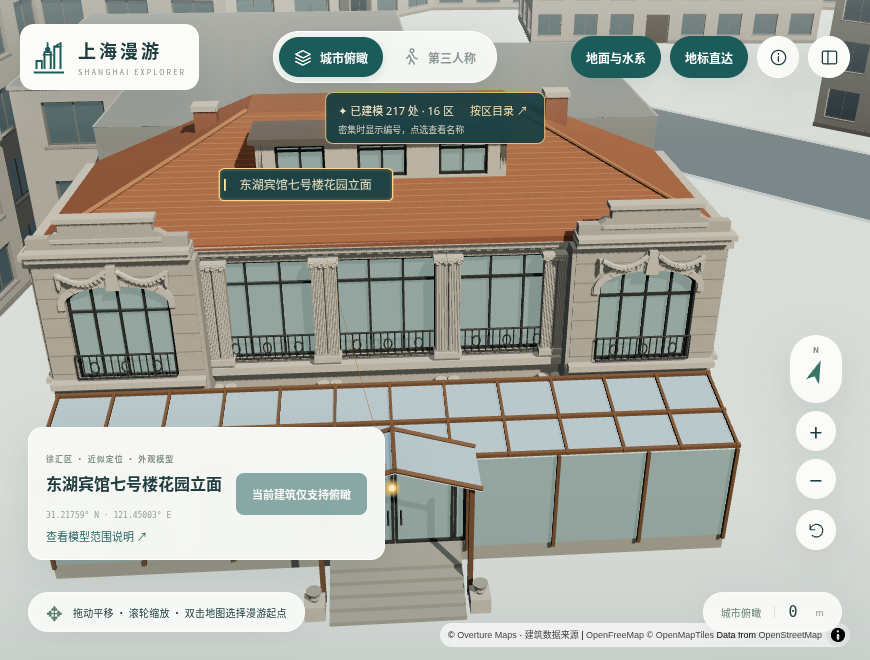 上海漫游
SHANGHAI EXPLORER
城市俯瞰
第三人称
地面与水系
地标直达
✦ 已建模 217 处 · 16 区 按区目录 ↗
密集时显示编号，点选查看名称
东湖宾馆七号楼花园立面
N
徐汇区 • 近似定位 • 外观模型
东湖宾馆七号楼花园立面
当前建筑仅支持俯瞰
31.21759° N · 121.45003° E
查看模型范围说明 ↗
拖动平移 • 滚轮缩放 • 双击地图选择漫游起点
城市俯瞰 0 m
© Overture Maps · 建筑数据来源 | OpenFreeMap © OpenMapTiles Data from OpenStreetMap